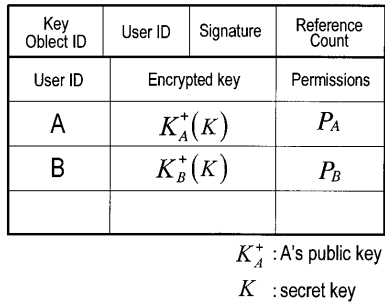 Key Oblect ID User ID Signature Reference Count
User ID Encrypted key Permissions
A K_A^+(K) P_A
B K_B^+(K) P_B
K_A^+ : A's public key
K : secret key